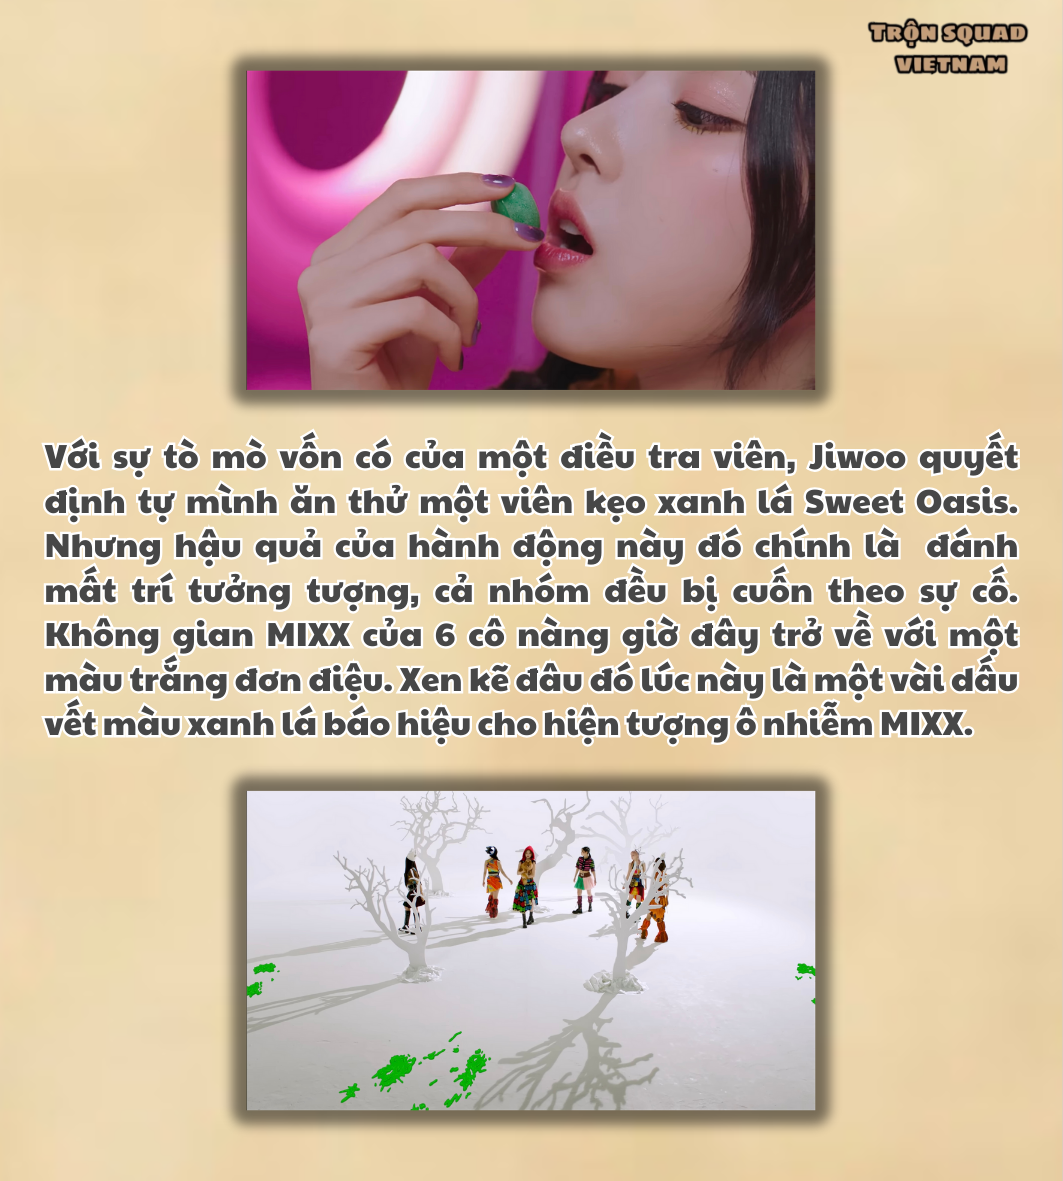 TRỘN SQUAD
VIETNAM
Với sự tò mò vốn có của một điều tra viên, Jiwoo quyết
định tự mình ăn thử một viên kẹo xanh lá Sweet Oasis.
Nhưng hậu quả của hành động này đó chính là đánh
mất trí tưởng tượng, cả nhóm đều bị cuốn theo sự cố.
Không gian MIXX của 6 cô nàng giờ đây trở về với một
màu trắng đơn điệu. Xen kẽ đâu đó lúc này là một vài dấu
vết màu xanh lá báo hiệu cho hiện tượng ô nhiễm MIXX.